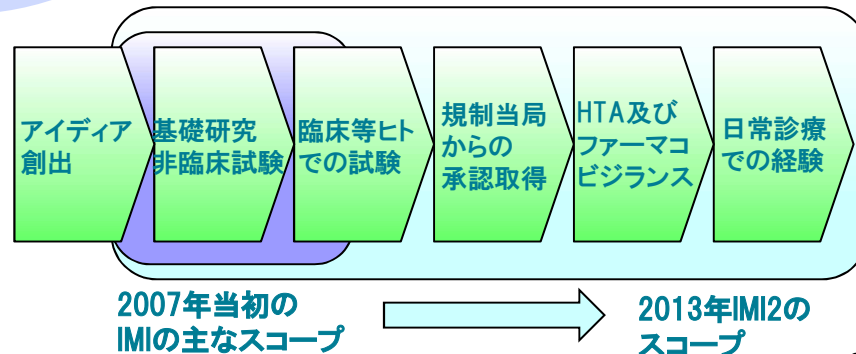 アイディア
創出
基礎研究
非臨床試験
臨床等ヒト
での試験
規制当局
からの
承認取得
HTA及び
ファーマコ
ビジランス
日常診療
での経験
2007年当初の
IMIの主なスコープ
2013年IMI2の
スコープ